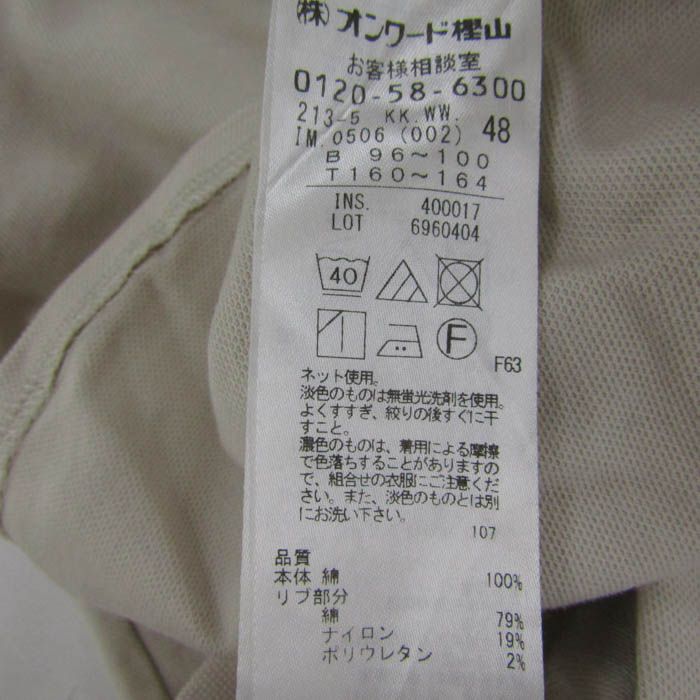 (株)オンワード樫山
お客様相談室
0120-58-6300
213-5 KK.WW.
IM.0506 (002) 48
B 96～100
T 160～164
INS. 400017
LOT 6960404
40
F
F63
ネット使用。
淡色のものは無蛍光洗剤を使用。
よくすすぎ、絞りの後すぐに干
すこと。
濃色のものは、着用による摩擦
で色落ちすることがありますの
で、組合せの衣服にご注意くだ
さい。また、淡色のものとは別
にお洗い下さい。
107
品質
本体 綿 100%
リブ部分
綿 79%
ナイロン 19%
ポリウレタン 2%